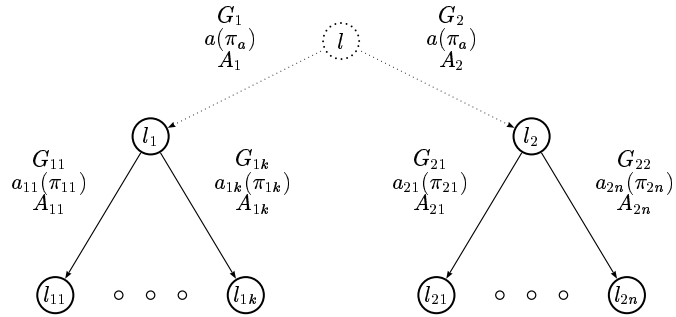 G₁
a(πₐ)
A₁
l
G₂
a(πₐ)
A₂
l₁
l₂
G₁₁
a₁₁(π₁₁)
A₁₁
G₁ₖ
a₁ₖ(π₁ₖ)
A₁ₖ
G₂₁
a₂₁(π₂₁)
A₂₁
G₂₂
a₂ₙ(π₂ₙ)
A₂ₙ
l₁₁
l₁ₖ
l₂₁
l₂ₙ